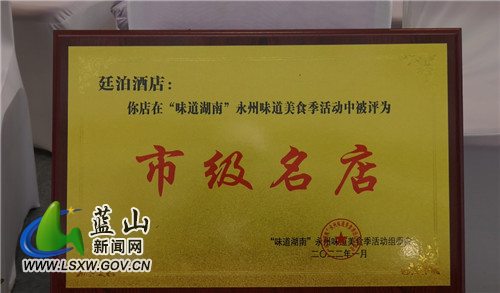 廷泊酒店：
你店在“味道湖南”永州味道美食季活动中被评为
市级名店
“味道湖南”永州味道美食季活动组委会
二〇二二年一月
蓝山
新闻网
WWW.LSXW.GOV.CN